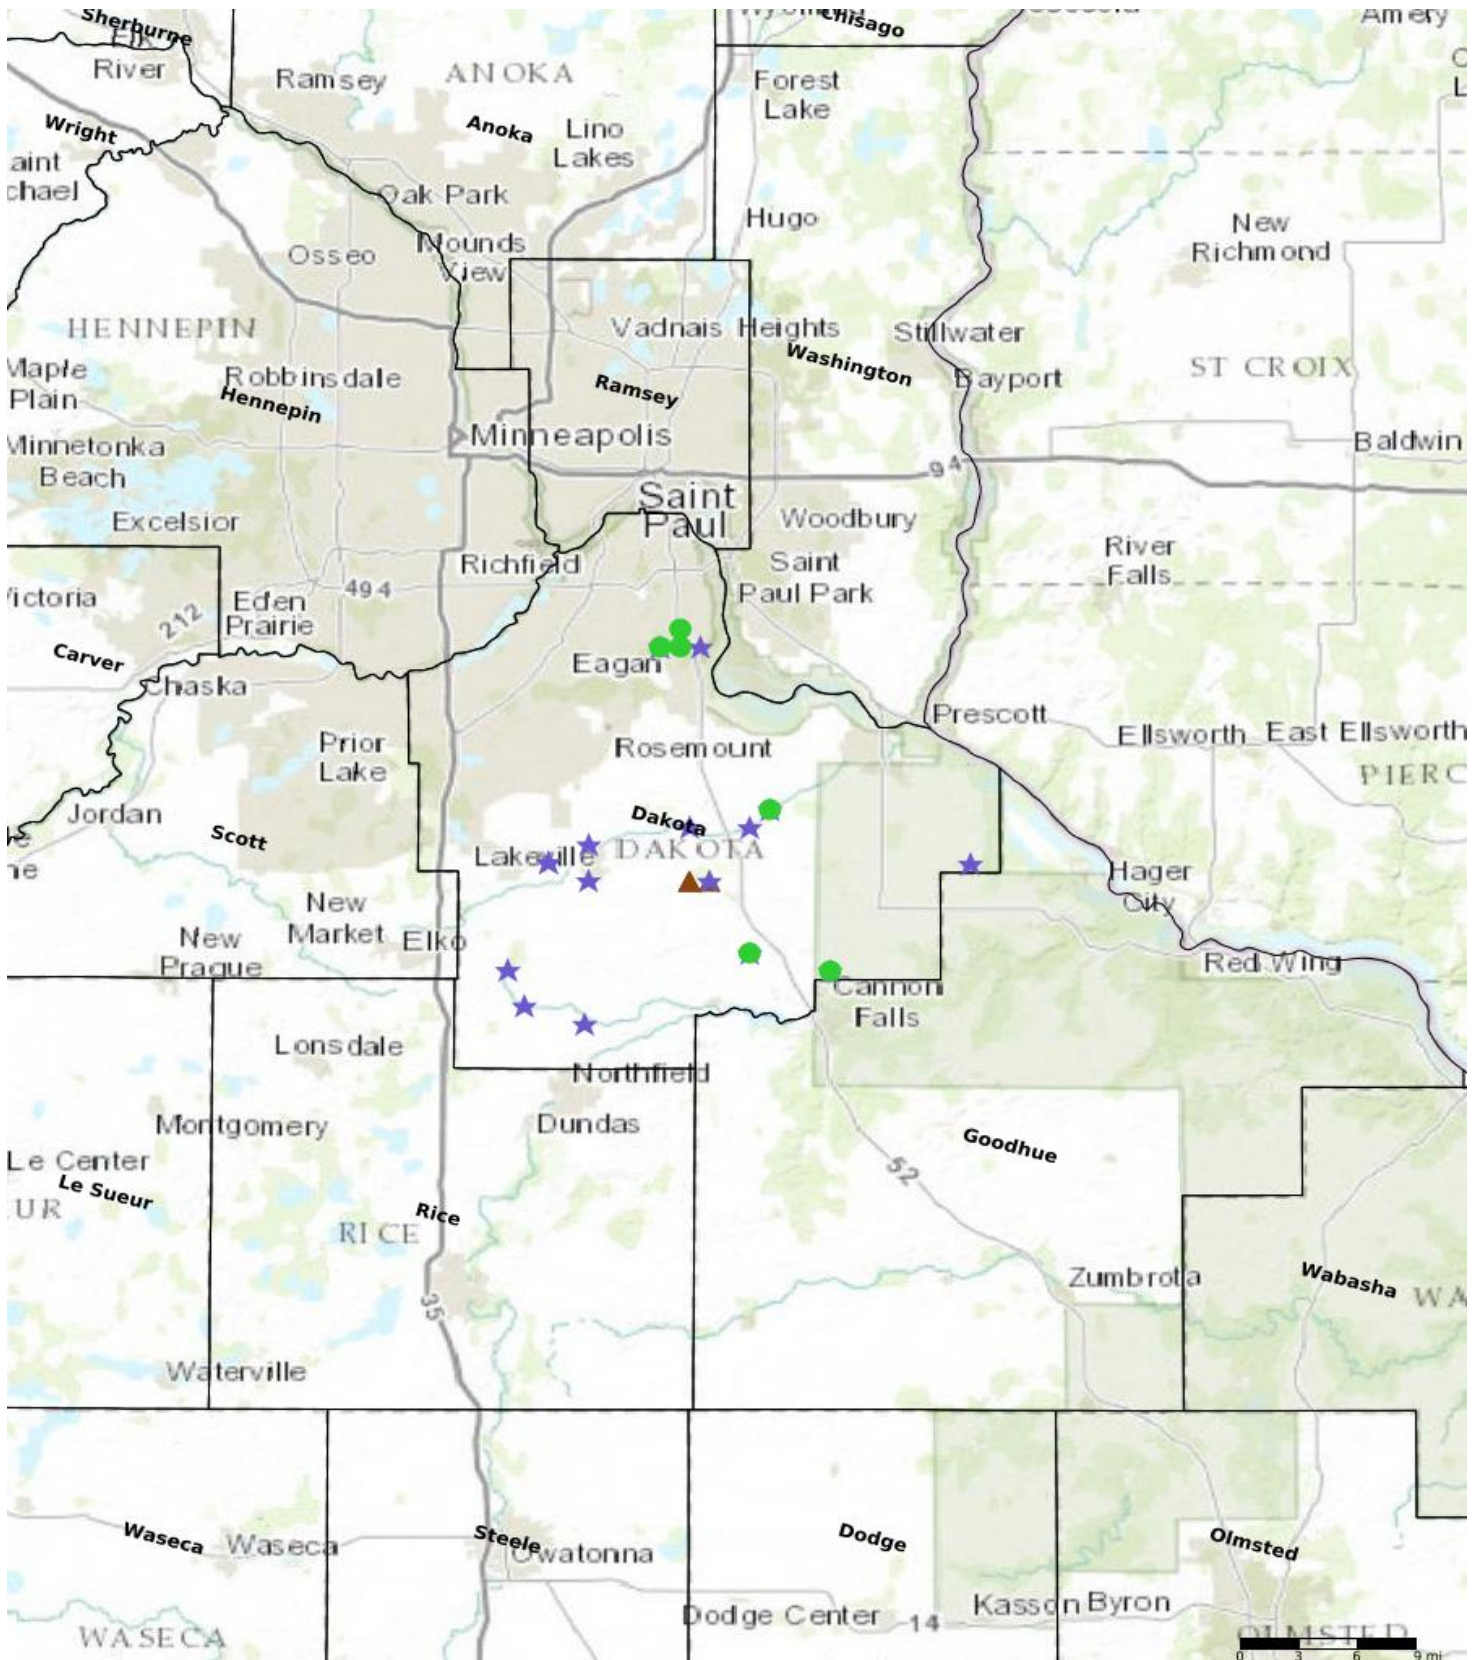 Sherburne
Elk
River
Ramsey
ANOKA
Chisago
Amery
Forest
Lake
Wright
Anoka
Lino
Lakes
aint
chael
Oak Park
Hugo
New
Richmond
Osseo
Mounds
View
HENNEPIN
Vadnais Heights
Stillwater
Maple
Plain
Robbinsdale
Hennepin
Ramsey
Washington
Bayport
ST CROIX
Minnetonka
Beach
Minneapolis
94
Baldwin
Excelsior
Saint
Paul
Woodbury
Richfield
Saint
Paul Park
River
Falls
494
ictoria
212
Eden
Prairie
Carver
Chaska
Eagan
Prescott
Prior
Lake
Rosemount
Ellsworth
East Ellsworth
PIERC
Jordan
Scott
Dakota
DAKOTA
Lakeville
Hager
City
New
Market
Elko
New
Prague
Red Wing
Cannon
Falls
Lonsdale
Northfield
Montgomery
Dundas
Goodhue
52
Le Center
Le Sueur
UR
Rice
RICE
Zumbrota
Wabasha
WA
35
Waterville
Waseca
Waseca
Steele
Owatonna
Dodge
Olmsted
Dodge Center
14
Kasson
Byron
WASECA
OLMSTED
0 3 6 9 mi